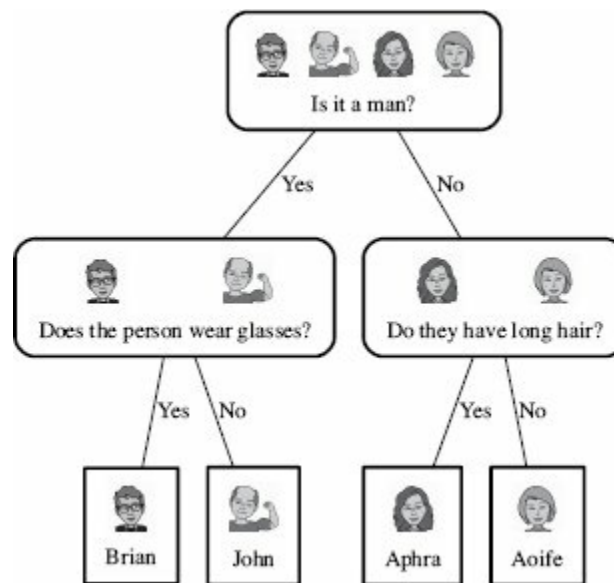 Is it a man?
Yes
No
Does the person wear glasses?
Do they have long hair?
Yes
No
Yes
No
Brian
John
Aphra
Aoife